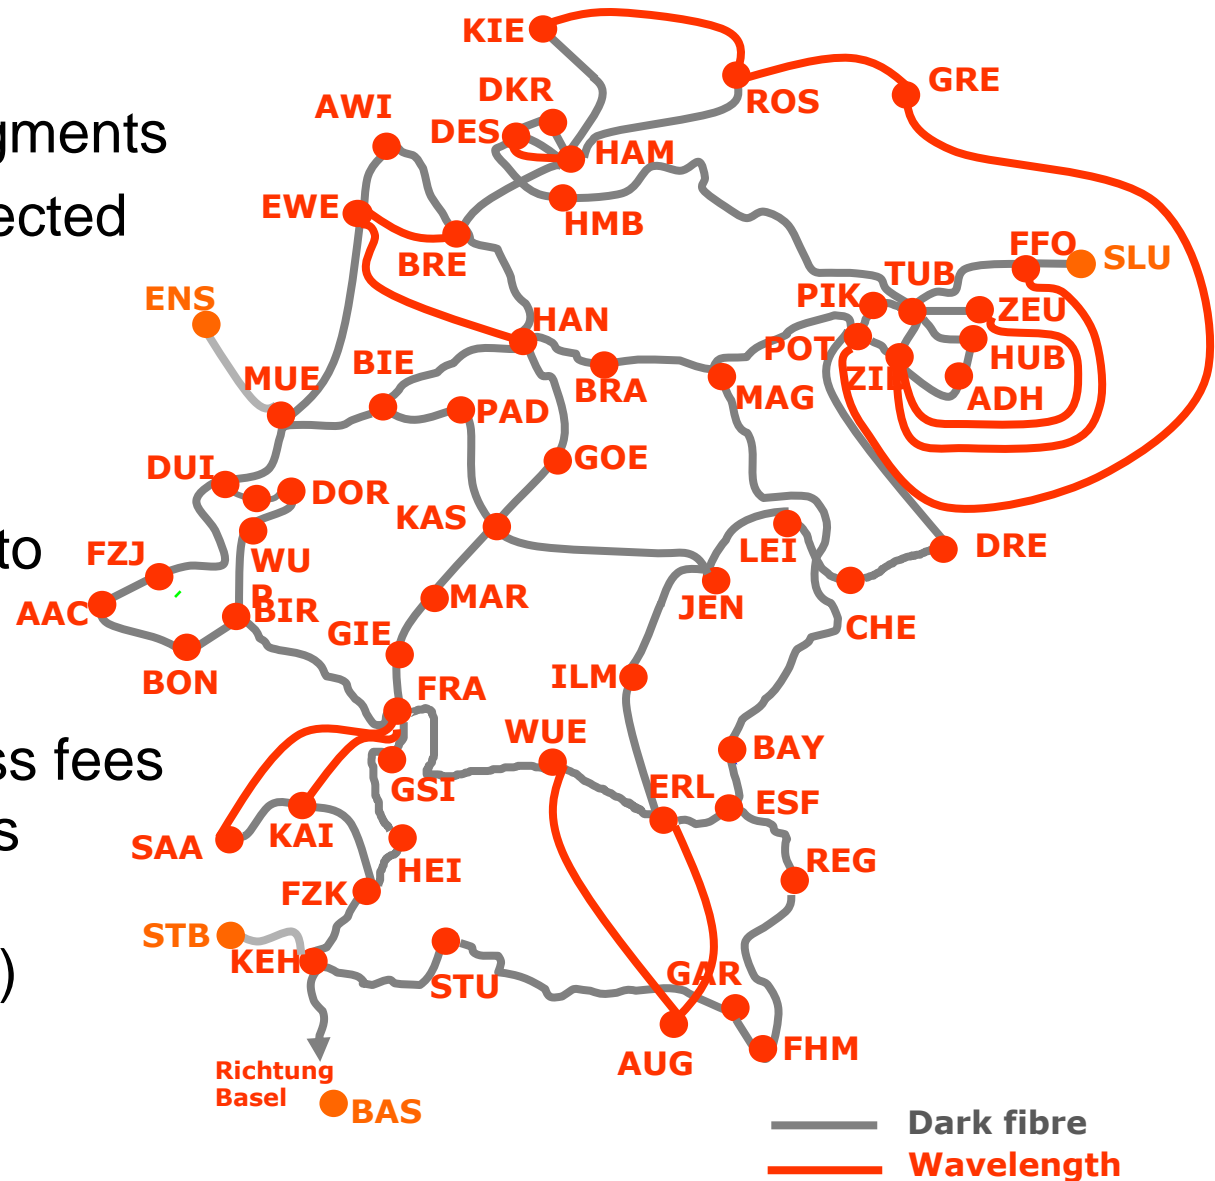 KIE
GRE
DKR
ROS
AWI
gments
DES
HAM
EWE
ected
HMB
FFO
SLU
BRE
TUB
ENS
PIK
ZEU
HAN
POT
HUB
BIE
MUE
BRA
ZIB
MAG
ADH
PAD
DUI
GOE
DOR
KAS
to
FZJ
WU
R
LEI
DRE
AAC
BIR
MAR
JEN
CHE
GIE
BON
ILM
FRA
WUE
BAY
ss fees
GSI
ERL
ESF
s
SAA
KAI
HEI
REG
FZK
STB
KEH
)
STU
GAR
AUG
FHM
Richtung
Basel
BAS
Dark fibre
Wavelength